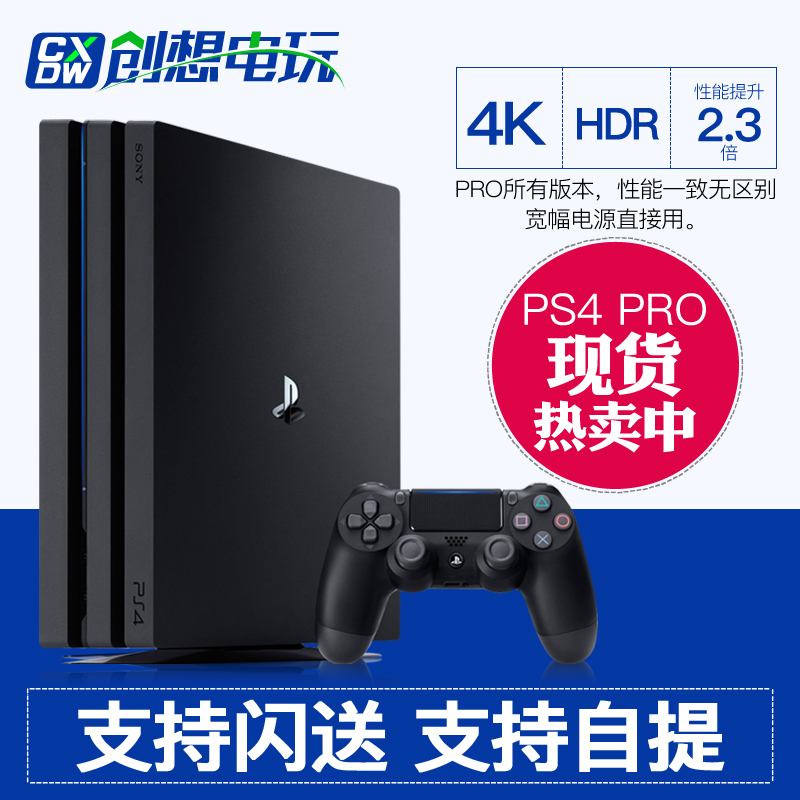 CXDW 创想电玩
4K
HDR
性能提升
2.3
倍
PRO所有版本，性能一致无区别
宽幅电源直接用。
SONY
PS4 PRO
现货
热卖中
PS4
支持闪送 支持自提